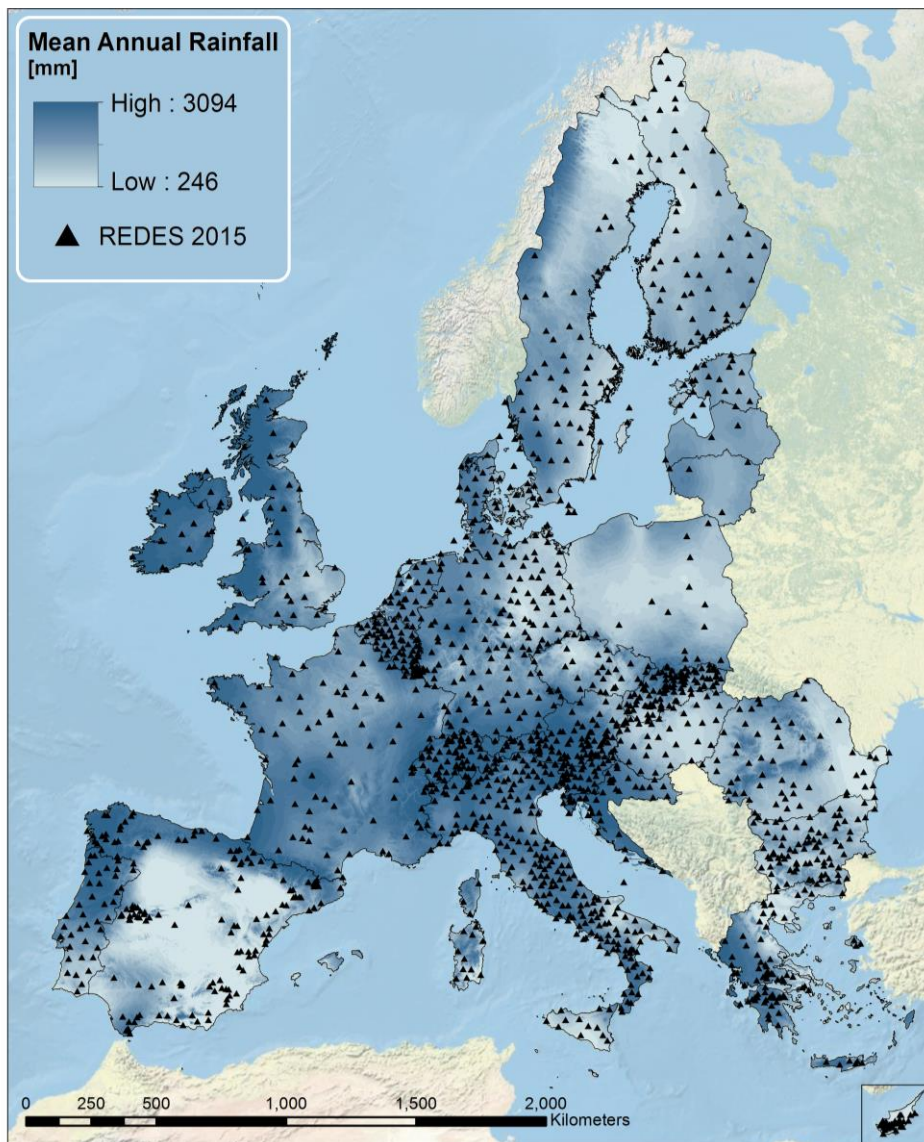 Mean Annual Rainfall
[mm]
High : 3094
Low : 246
REDES 2015
0 250 500 1,000 1,500 2,000
Kilometers